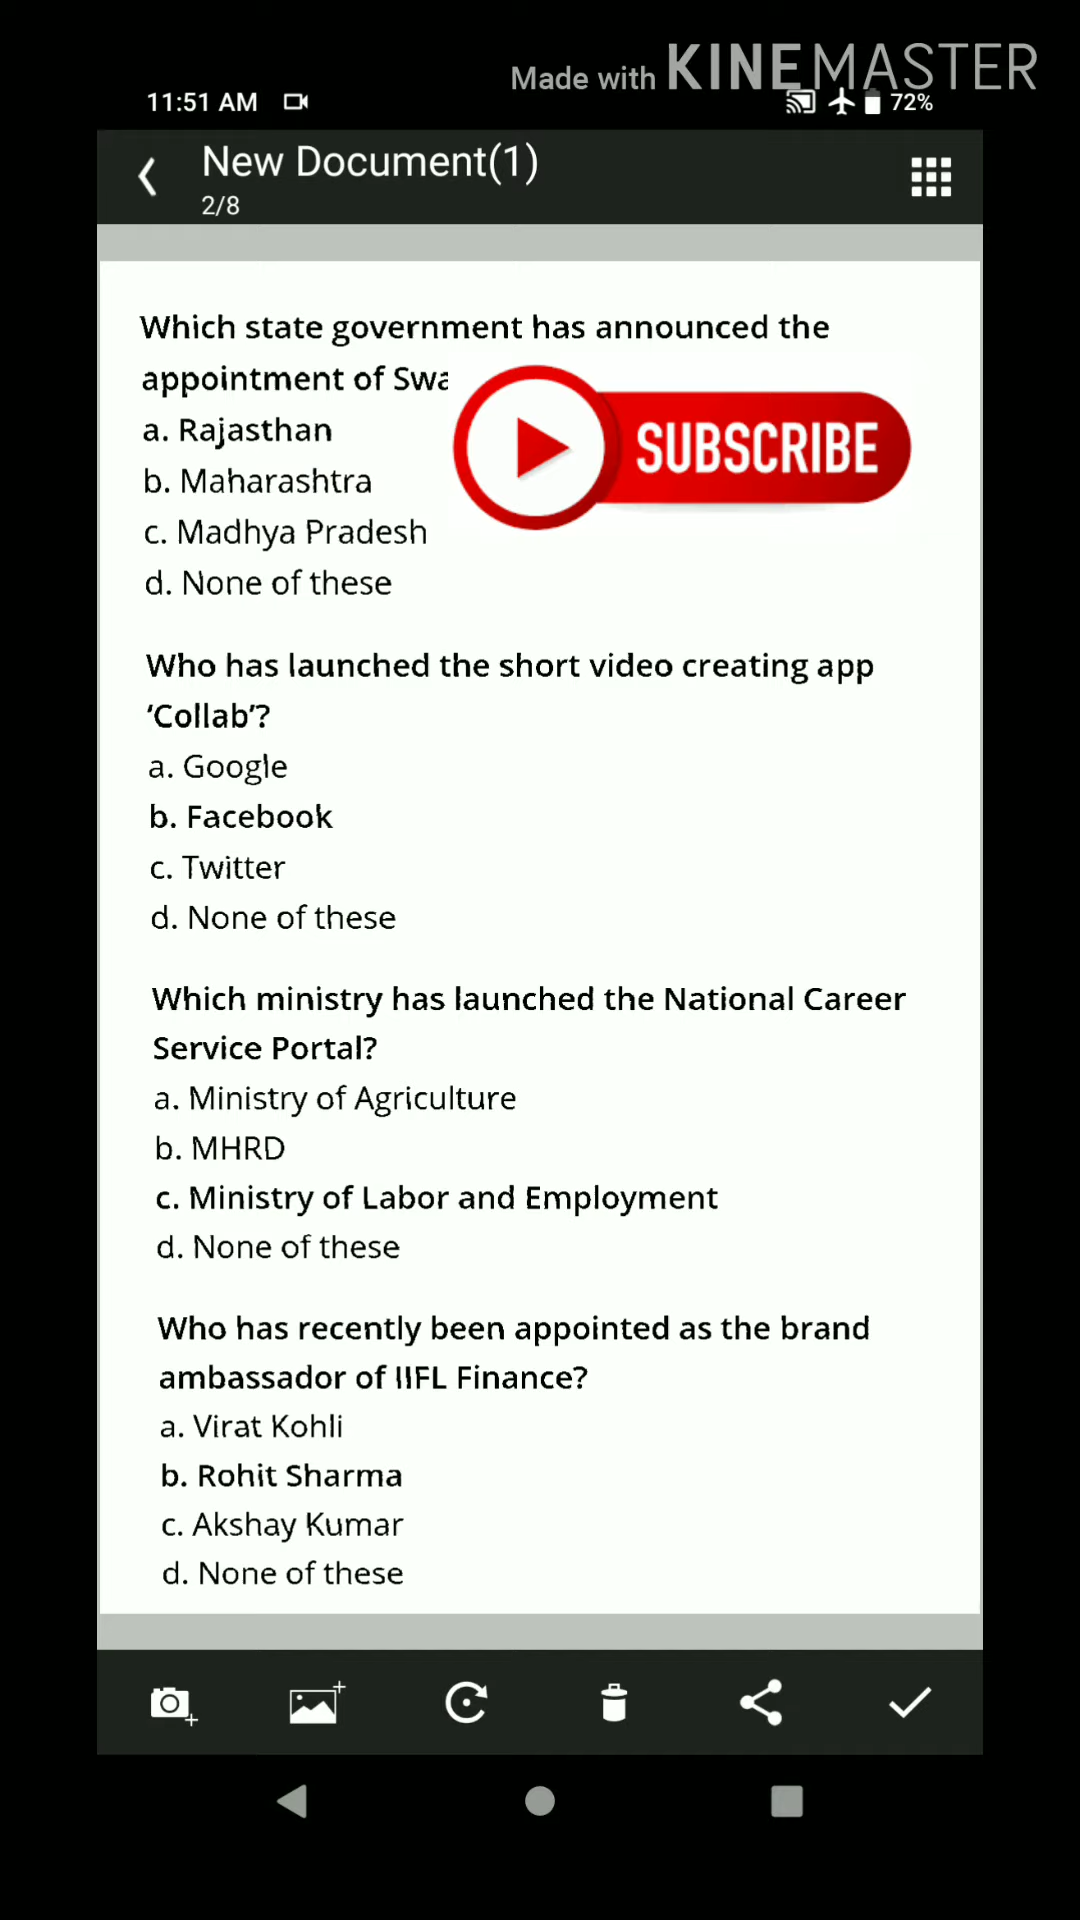 Made with KINEMASTER
11:51 AM
72%
New Document(1)
2/8
Which state government has announced the
appointment of
SUBSCRIBE
a. Rajasthan
b. Maharashtra
c. Madhya Pradesh
d. None of these
Who has launched the short video creating app
‘Collab’?
a. Google
b. Facebook
c. Twitter
d. None of these
Which ministry has launched the National Career
Service Portal?
a. Ministry of Agriculture
b. MHRD
c. Ministry of Labor and Employment
d. None of these
Who has recently been appointed as the brand
ambassador of IIFL Finance?
a. Virat Kohli
b. Rohit Sharma
c. Akshay Kumar
d. None of these